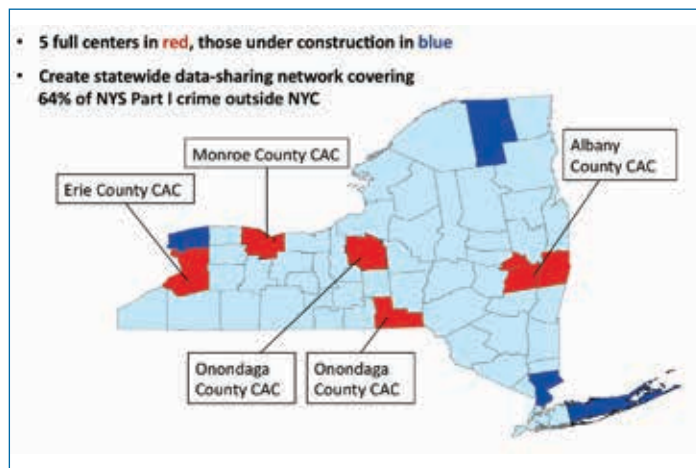 • 5 full centers in red, those under construction in blue
• Create statewide data-sharing network covering
64% of NYS Part I crime outside NYC
Monroe County CAC
Albany
County CAC
Erie County CAC
Onondaga
County CAC
Onondaga
County CAC